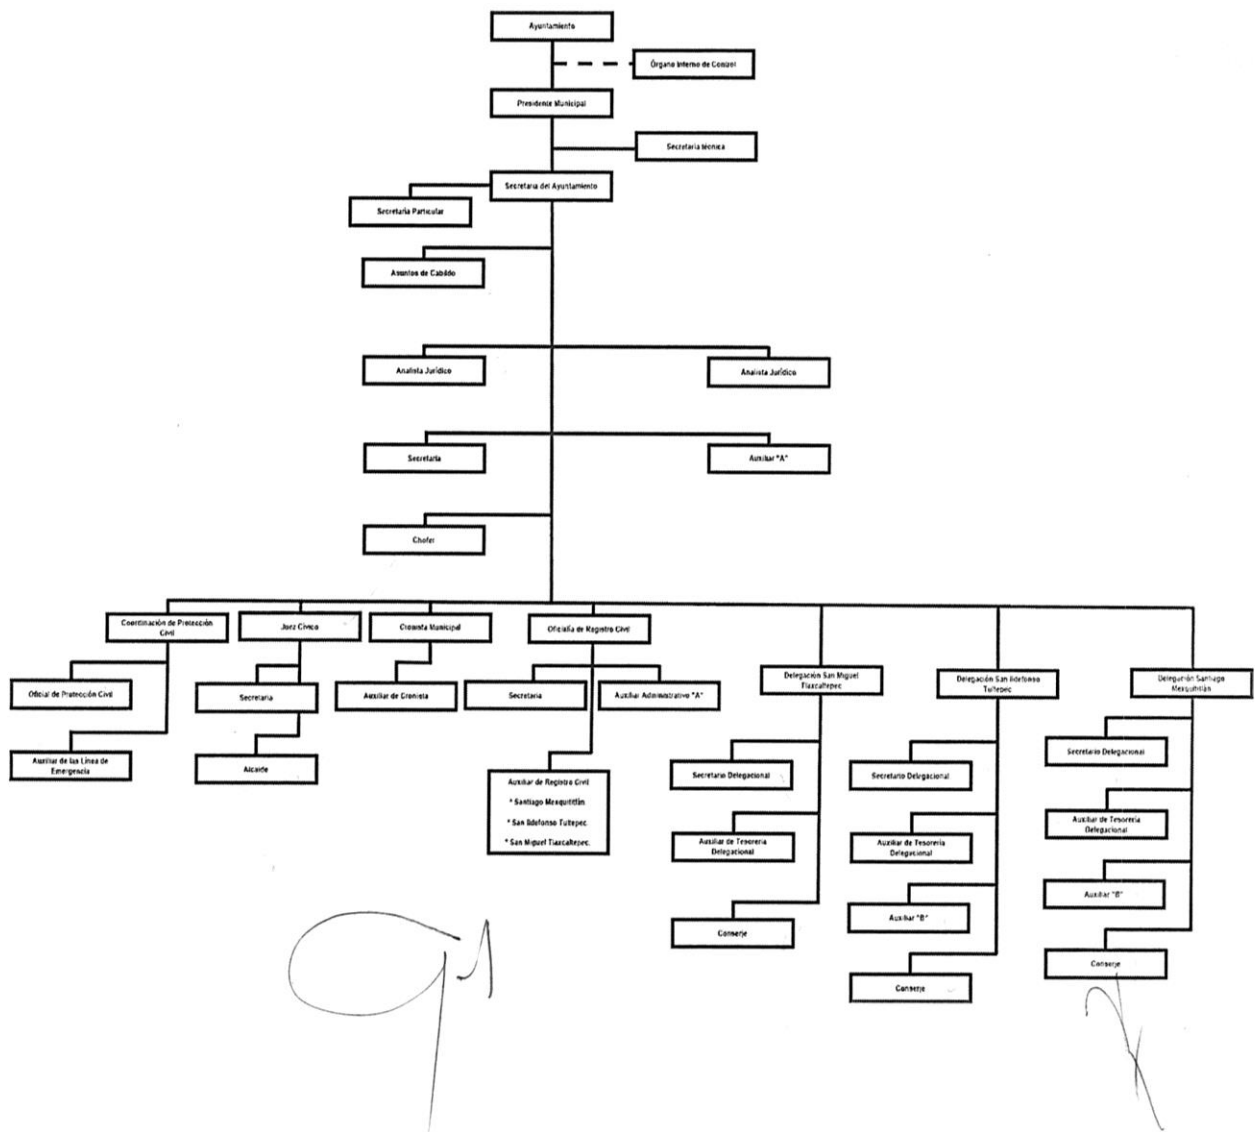 Ayuntamiento
Órgano Interno de Control
Presidente Municipal
Secretaria técnica
Secretaria del Ayuntamiento
Secretaria Particular
Asuntos de Cabildo
Analista Jurídico
Analista Jurídico
Secretaria
Auxiliar "A"
Chofer
Coordinación de Protección
Civil
Juez Cívico
Cronista Municipal
Oficialía de Registro Civil
Delegación San Miguel
Tlaxcaltepec
Delegación San Ildefonso
Tultepec
Delegación Santiago
Mexquititlán
Oficial de Protección Civil
Secretaria
Auxiliar de Cronista
Secretaria
Auxiliar Administrativo "A"
Auxiliar de las Línea de
Emergencia
Alcaide
Auxiliar de Registro Civil
* Santiago Mexquititlán
* San Ildefonso Tultepec
* San Miguel Tlaxcaltepec.
Secretario Delegacional
Auxiliar de Tesorería
Delegacional
Conserje
Secretario Delegacional
Auxiliar de Tesorería
Delegacional
Auxiliar "B"
Conserje
Secretario Delegacional
Auxiliar de Tesorería
Delegacional
Auxiliar "B"
Conserje